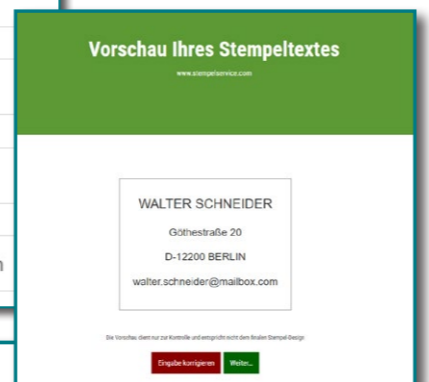 Vorschau Ihres Stempeltextes
www.stempelservice.com
WALTER SCHNEIDER
Göthestraße 20
D-12200 BERLIN
walter.schneider@mailbox.com
Die Vorschau dient nur zur Kontrolle und entspricht nicht dem finalen Stempel-Design
Eingabe korrigieren Weiter...